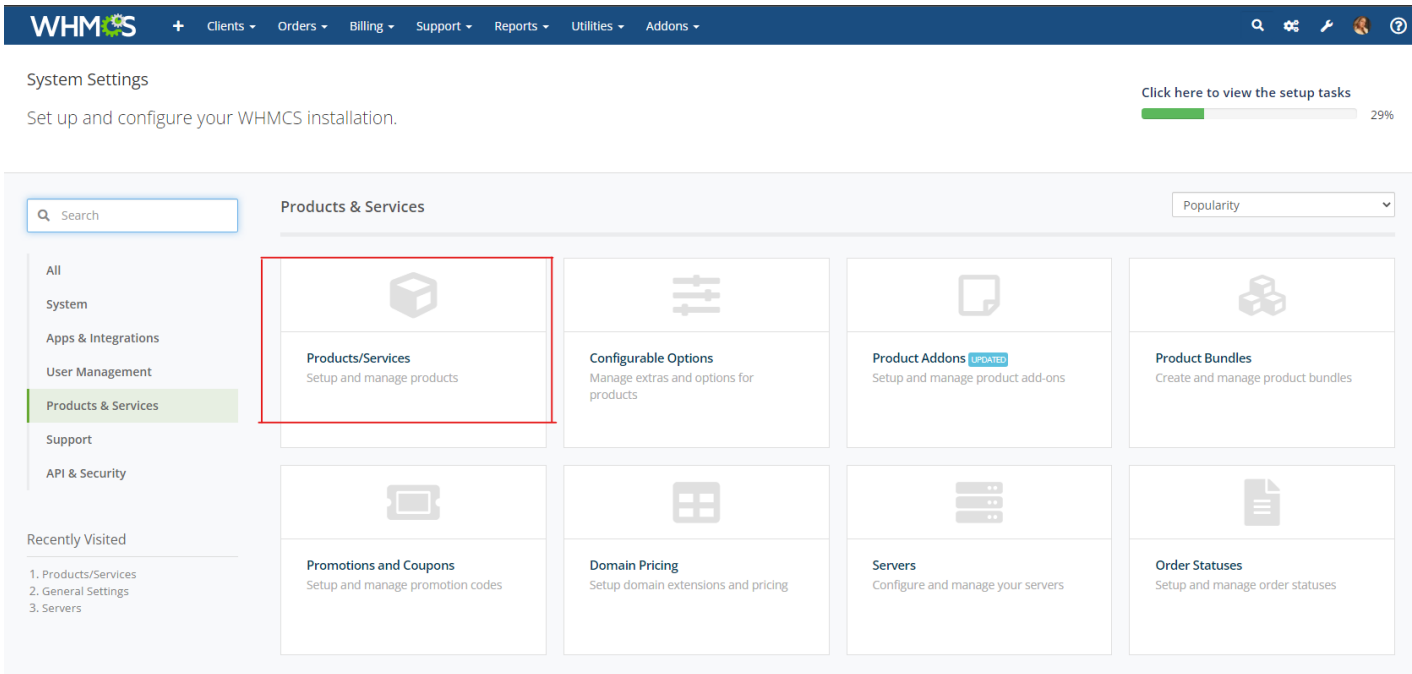 WHMCS + Clients Orders Billing Support Reports Utilities Addons
System Settings
Set up and configure your WHMCS installation.
Click here to view the setup tasks
29%
Search
All
System
Apps & Integrations
User Management
Products & Services
Support
API & Security
Recently Visited
1. Products/Services
2. General Settings
3. Servers
Products & Services
Popularity
Products/Services
Setup and manage products
Configurable Options
Manage extras and options for
products
Product Addons UPDATED
Setup and manage product add-ons
Product Bundles
Create and manage product bundles
Promotions and Coupons
Setup and manage promotion codes
Domain Pricing
Setup domain extensions and pricing
Servers
Configure and manage your servers
Order Statuses
Setup and manage order statuses